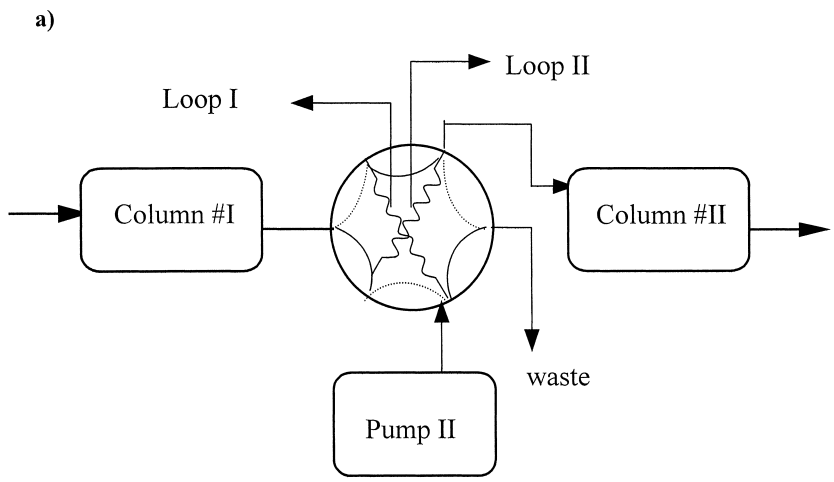 a)
Loop II
Loop I
Column #I
Column #II
waste
Pump II